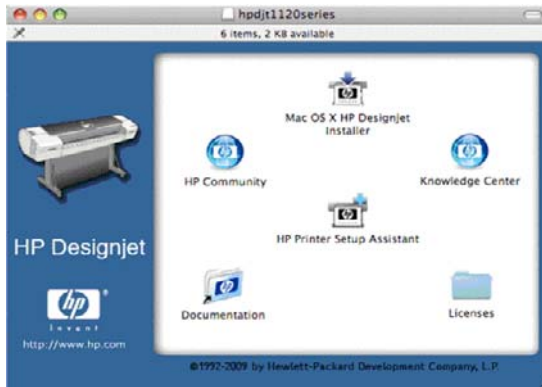 hpdjt1120series
6 items, 2 KB available
Mac OS X HP Designjet
Installer
HP Community
Knowledge Center
HP Printer Setup Assistant
HP Designjet
Documentation
Licenses
hp
invent
http://www.hp.com
©1992-2009 by Hewlett-Packard Development Company, L.P.